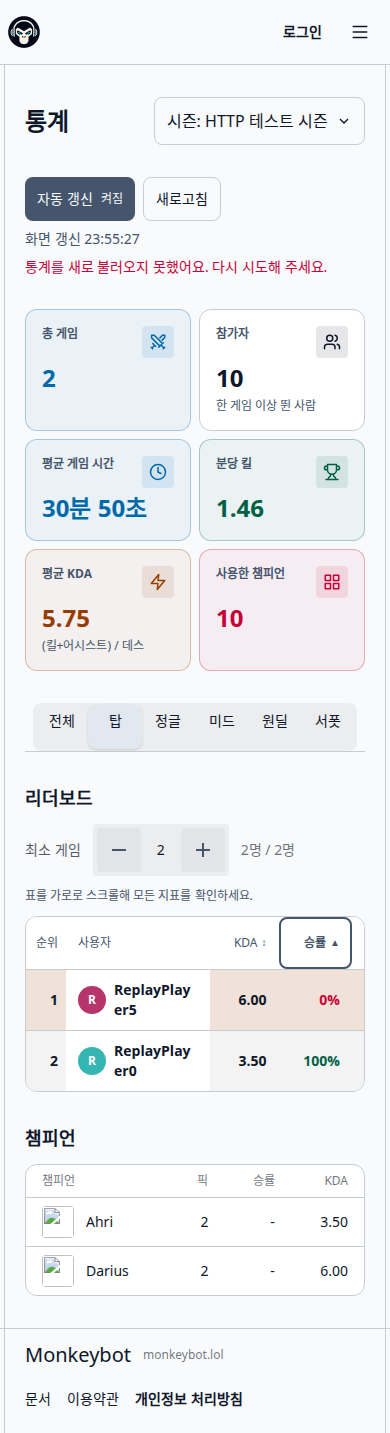 로그인
통계
시즌: HTTP 테스트 시즌
자동 갱신 켜짐
새로고침
화면 갱신 23:55:27
통계를 새로 불러오지 못했어요. 다시 시도해 주세요.
총 게임
2
참가자
10
한 게임 이상 뛴 사람
평균 게임 시간
30분 50초
분당 킬
1.46
평균 KDA
5.75
(킬+어시스트) / 데스
사용한 챔피언
10
전체 탑 정글 미드 원딜 서폿
리더보드
최소 게임 — 2 + 2명 / 2명
표를 가로로 스크롤해 모든 지표를 확인하세요.
순위 사용자 KDA ↕ 승률 ▲
1 R ReplayPlay
er5 6.00 0%
2 R ReplayPlay
er0 3.50 100%
챔피언
챔피언 픽 승률 KDA
Ahri 2 - 3.50
Darius 2 - 6.00
Monkeybot monkeybot.lol
문서 이용약관 개인정보 처리방침